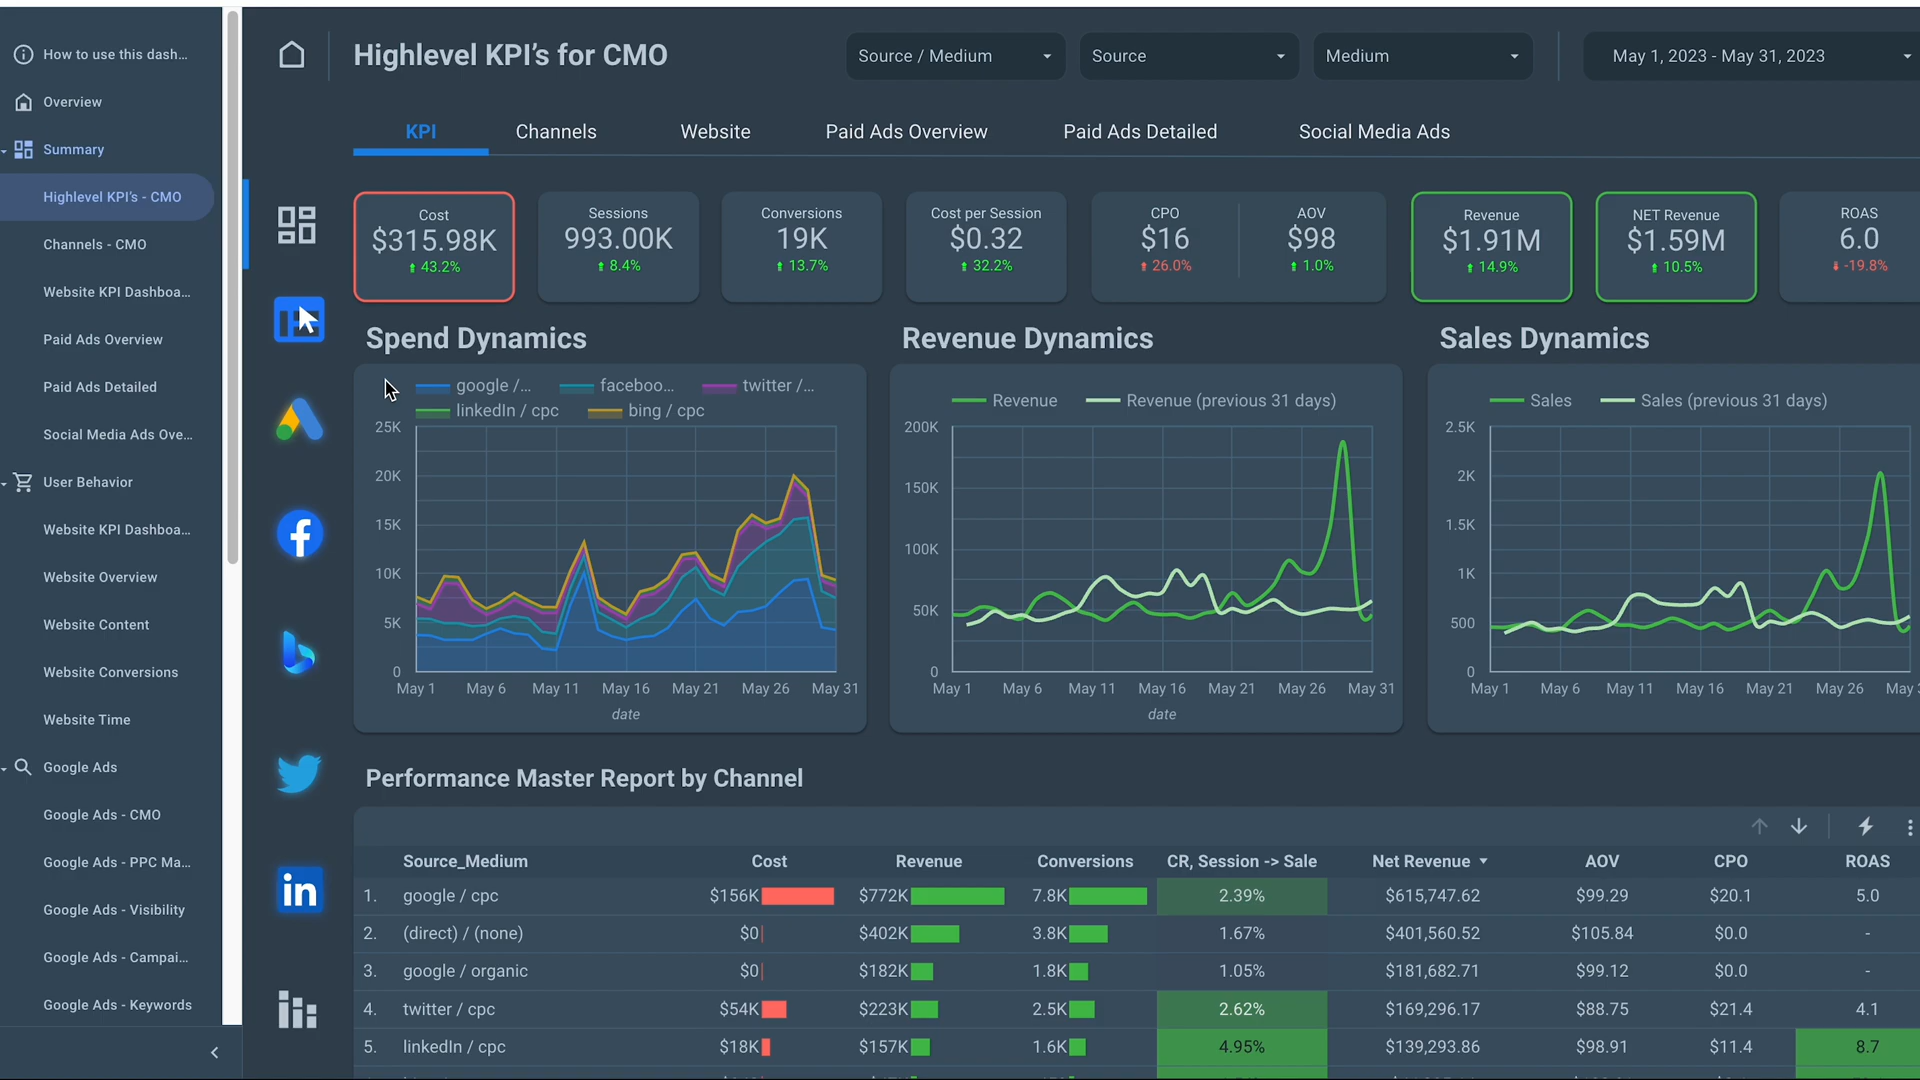 How to use this dash...
Overview
Summary
Highlevel KPI's - CMO
Channels - CMO
Website KPI Dashboa...
Paid Ads Overview
Paid Ads Detailed
Social Media Ads Ove...
User Behavior
Website KPI Dashboa...
Website Overview
Website Content
Website Conversions
Website Time
Google Ads
Google Ads - CMO
Google Ads - PPC Ma...
Google Ads - Visibility
Google Ads - Campai...
Google Ads - Keywords
Highlevel KPI's for CMO
Source / Medium
Source
Medium
May 1, 2023 - May 31, 2023
KPI Channels Website Paid Ads Overview Paid Ads Detailed Social Media Ads
Cost
$315.98K
43.2%
Sessions
993.00K
8.4%
Conversions
19K
13.7%
Cost per Session
$0.32
32.2%
CPO
$16
26.0%
AOV
$98
1.0%
Revenue
$1.91M
14.9%
NET Revenue
$1.59M
10.5%
ROAS
6.0
-19.8%
Spend Dynamics
google /... faceboo... twitter /...
linkedIn / cpc bing / cpc
25K
20K
15K
10K
5K
0
May 1 May 6 May 11 May 16 May 21 May 26 May 31
date
Revenue Dynamics
Revenue Revenue (previous 31 days)
200K
150K
100K
50K
0
May 1 May 6 May 11 May 16 May 21 May 26 May 31
date
Sales Dynamics
Sales Sales (previous 31 days)
2.5K
2K
1.5K
1K
500
0
May 1 May 6 May 11 May 16 May 21 May 26 May
Performance Master Report by Channel
Source_Medium Cost Revenue Conversions CR, Session -> Sale Net Revenue AOV CPO ROAS
1. google / cpc $156K $772K 7.8K 2.39% $615,747.62 $99.29 $20.1 5.0
2. (direct) / (none) $0 $402K 3.8K 1.67% $401,560.52 $105.84 $0.0 -
3. google / organic $0 $182K 1.8K 1.05% $181,682.71 $99.12 $0.0 -
4. twitter / cpc $54K $223K 2.5K 2.62% $169,296.17 $88.75 $21.4 4.1
5. linkedIn / cpc $18K $157K 1.6K 4.95% $139,293.86 $98.91 $11.4 8.7